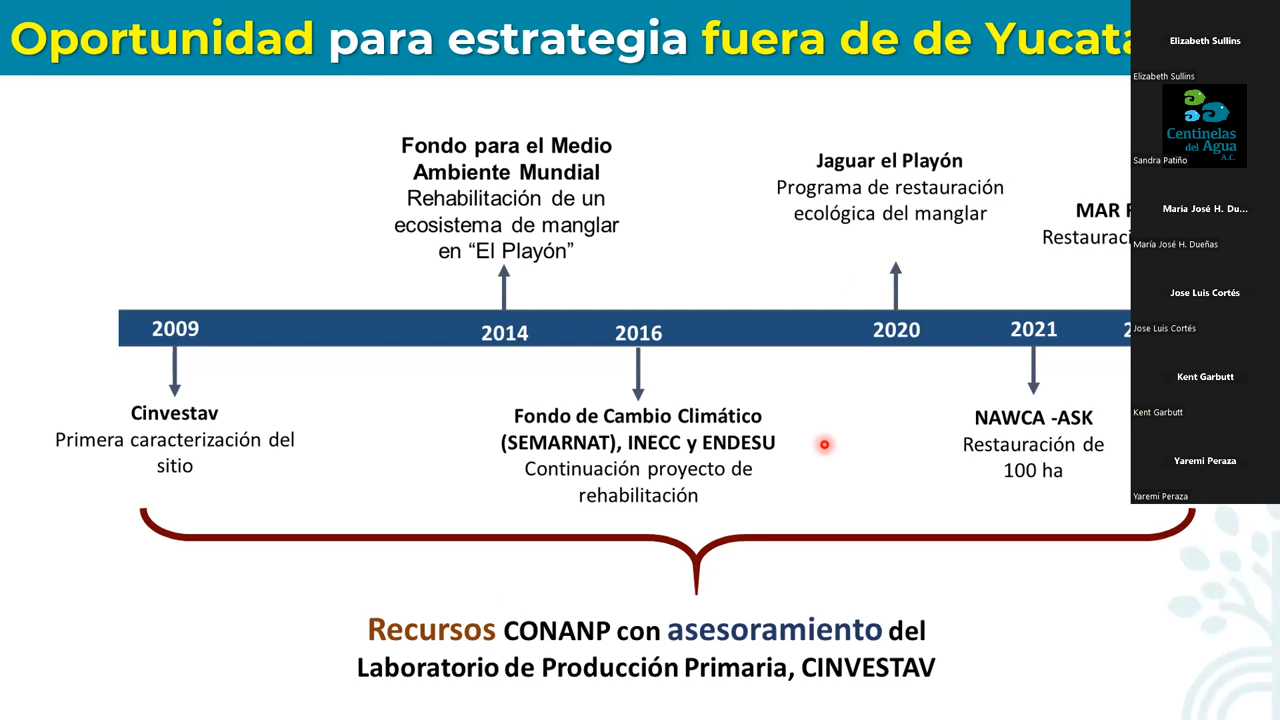 Oportunidad para estrategia fuera de de
Fondo para el Medio
Ambiente Mundial
Rehabilitación de un
ecosistema de manglar
en “El Playón”
Jaguar el Playón
Programa de restauración
ecológica del manglar
MAR
2009
2014
2016
2020
2021
Cinvestav
Primera caracterización del
sitio
Fondo de Cambio Climático
(SEMARNAT), INECC y ENDESU
Continuación proyecto de
rehabilitación
NAWCA -ASK
Restauración de
100 ha
Recursos CONANP con asesoramiento del
Laboratorio de Producción Primaria, CINVESTAV
Elizabeth Sullins
Elizabeth Sullins
Centinelas
del Agua
A.C.
Sandra Patiño
Maria José H. Du...
María José H. Dueñas
Jose Luis Cortés
Jose Luis Cortés
Kent Garbutt
Kent Garbutt
Yaremi Peraza
Yaremi Peraza